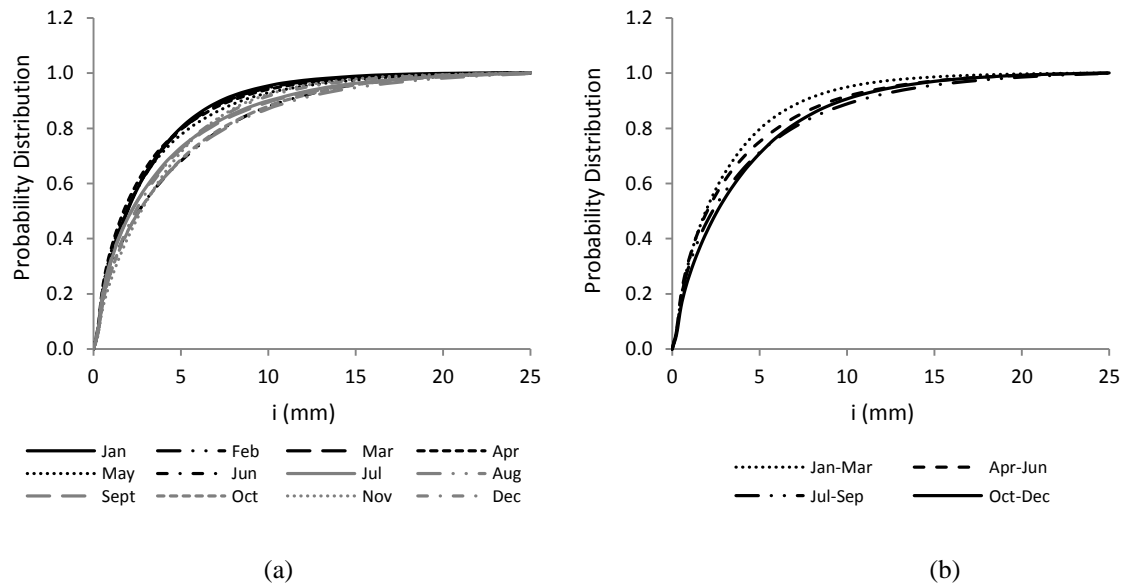 1.2
1.0
0.8
0.6
0.4
0.2
0.0
Probability Distribution
0 5 10 15 20 25
i (mm)
Jan Feb Mar Apr
May Jun Jul Aug
Sept Oct Nov Dec
(a)
1.2
1.0
0.8
0.6
0.4
0.2
0.0
Probability Distribution
0 5 10 15 20 25
i (mm)
Jan-Mar Apr-Jun
Jul-Sep Oct-Dec
(b)